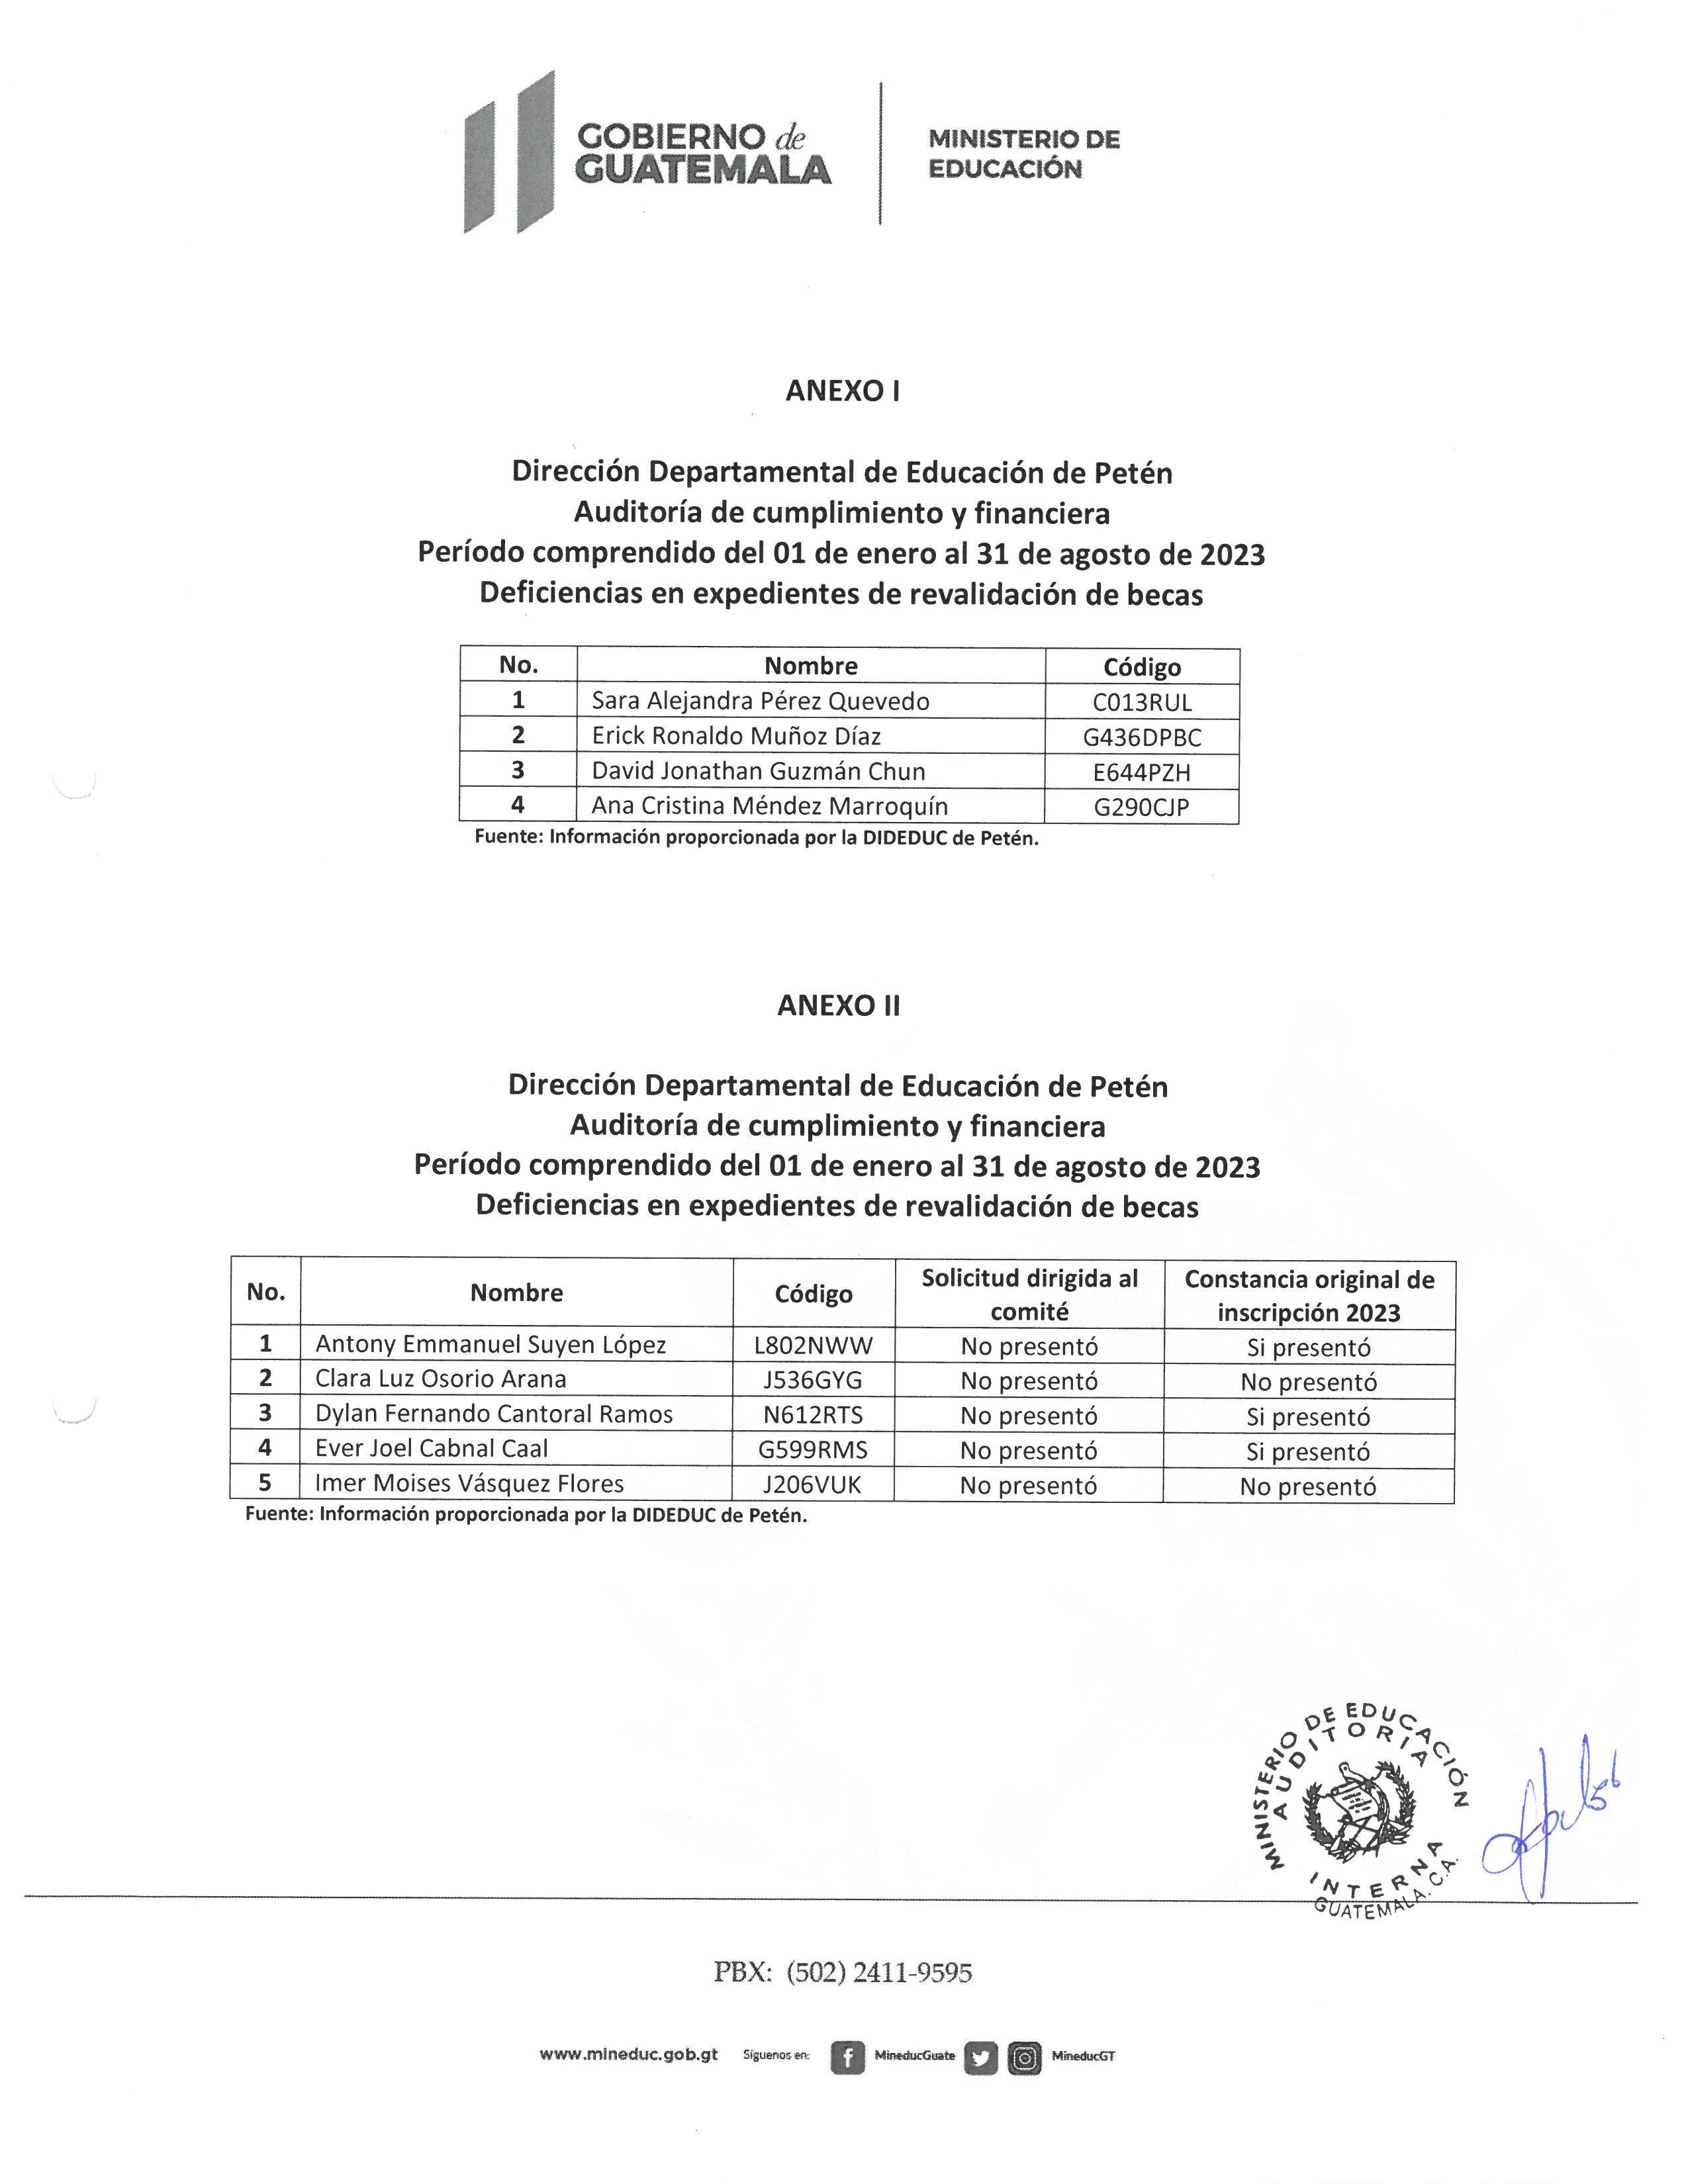 GOBIERNO de
GUATEMALA
MINISTERIO DE
EDUCACIÓN
ANEXO I
Dirección Departamental de Educación de Petén
Auditoría de cumplimiento y financiera
Período comprendido del 01 de enero al 31 de agosto de 2023
Deficiencias en expedientes de revalidación de becas
No. Nombre Código
1 Sara Alejandra Pérez Quevedo C013RUL
2 Erick Ronaldo Muñoz Díaz G436DPBC
3 David Jonathan Guzmán Chun E644PZH
4 Ana Cristina Méndez Marroquín G290CJP
Fuente: Información proporcionada por la DIDEDUC de Petén.
ANEXO II
Dirección Departamental de Educación de Petén
Auditoría de cumplimiento y financiera
Período comprendido del 01 de enero al 31 de agosto de 2023
Deficiencias en expedientes de revalidación de becas
No. Nombre Código Solicitud dirigida al comité Constancia original de inscripción 2023
1 Antony Emmanuel Suyen López L802NWW No presentó Si presentó
2 Clara Luz Osorio Arana J536GYG No presentó No presentó
3 Dylan Fernando Cantoral Ramos N612RTS No presentó Si presentó
4 Ever Joel Cabnal Caal G599RMS No presentó Si presentó
5 Imer Moises Vásquez Flores J206VUK No presentó No presentó
Fuente: Información proporcionada por la DIDEDUC de Petén.
MINISTERIO DE EDUCACIÓN
AUDITORIA
INTERNA
GUATEMALA, C.A.
PBX: (502) 2411-9595
www.mineduc.gob.gt Síguenos en: MineducGuate MineducGT